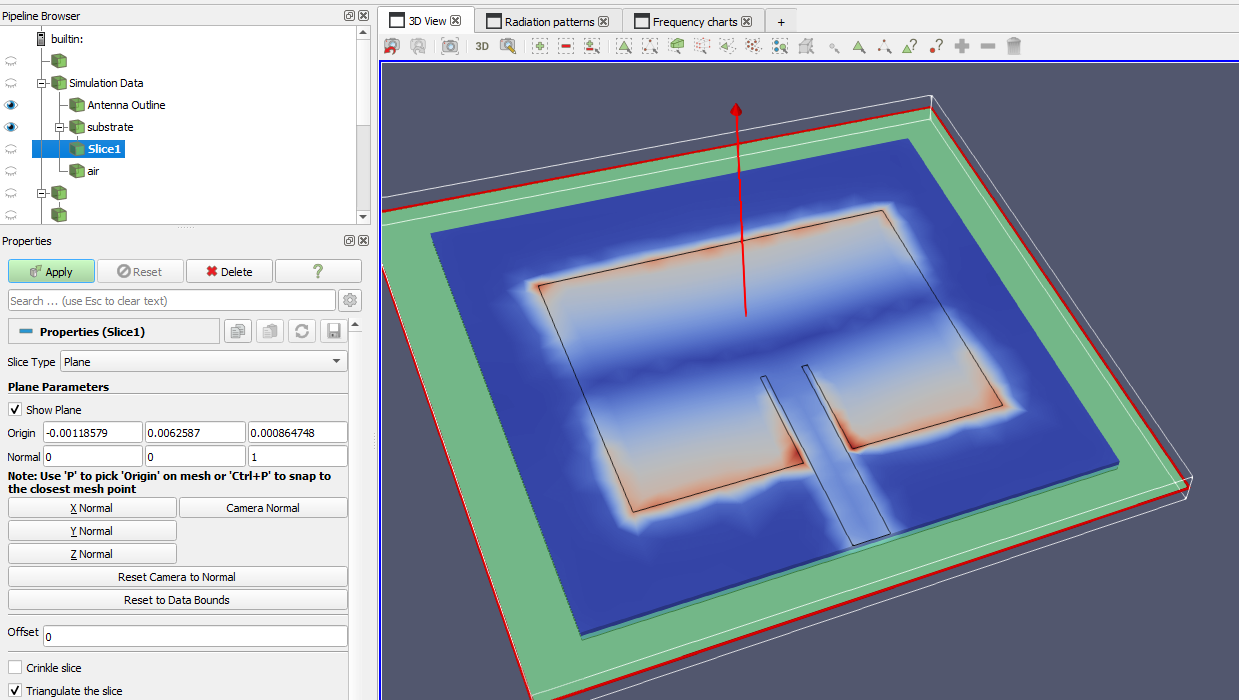 Pipeline Browser
builtin:
Simulation Data
Antenna Outline
substrate
Slice1
air
Properties
Apply
Reset
Delete
?
Search ... (use Esc to clear text)
Properties (Slice1)
Slice Type Plane
Plane Parameters
Show Plane
Origin -0.00118579 0.0062587 0.000864748
Normal 0 0 1
Note: Use 'P' to pick 'Origin' on mesh or 'Ctrl+P' to snap to
the closest mesh point
X Normal Camera Normal
Y Normal
Z Normal
Reset Camera to Normal
Reset to Data Bounds
Offset 0
Crinkle slice
Triangulate the slice
3D View Radiation patterns Frequency charts +
3D